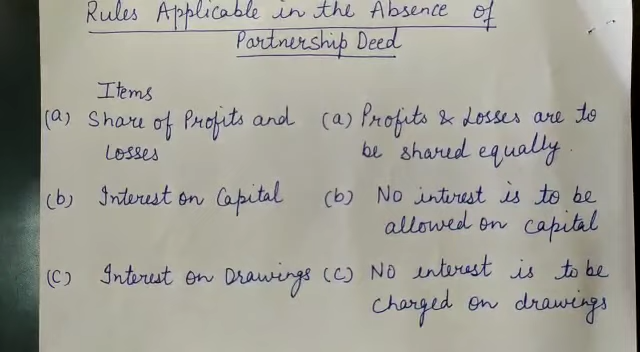 Rules Applicable in the Absence of
Partnership Deed
Items
(a) Share of Profits and
Losses
(a) Profits & Losses are to
be shared equally.
(b) Interest on Capital
(b) No interest is to be
allowed on capital
(c) Interest on Drawings
(c) No interest is to be
charged on drawings